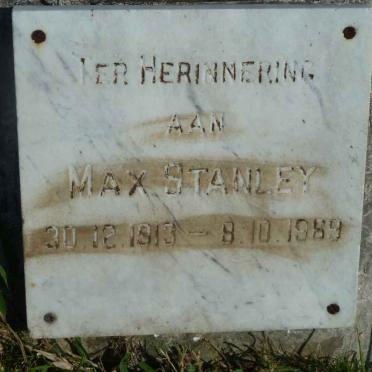 TER HERINNERING
AAN
MAX STANLEY
30.12.1913 – 8.10.1989